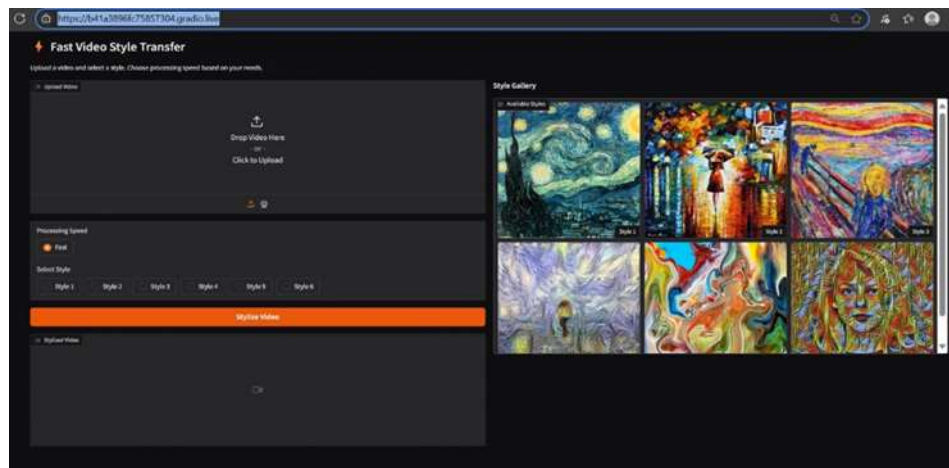 https://b41a3896fc75857304.gradio.live
Fast Video Style Transfer
Upload a video and select a style. Choose processing speed based on your needs.
Upload Video
Drop Video Here
- or -
Click to Upload
Processing Speed
Fast
Select Style
Style 1 Style 2 Style 3 Style 4 Style 5 Style 6
Stylize Video
Stylized Video
Style Gallery
Available Styles
Style 1 Style 2 Style 3